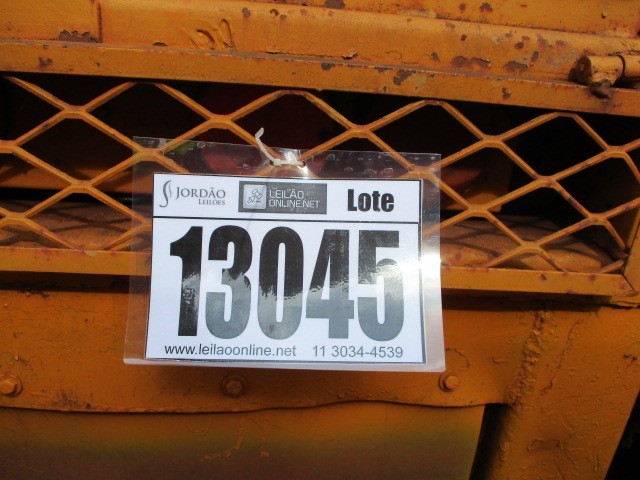 JORDÃO
LEILÕES
LEILÃO
ONLINE.NET
Lote
13045
www.leilaoonline.net 11 3034-4539